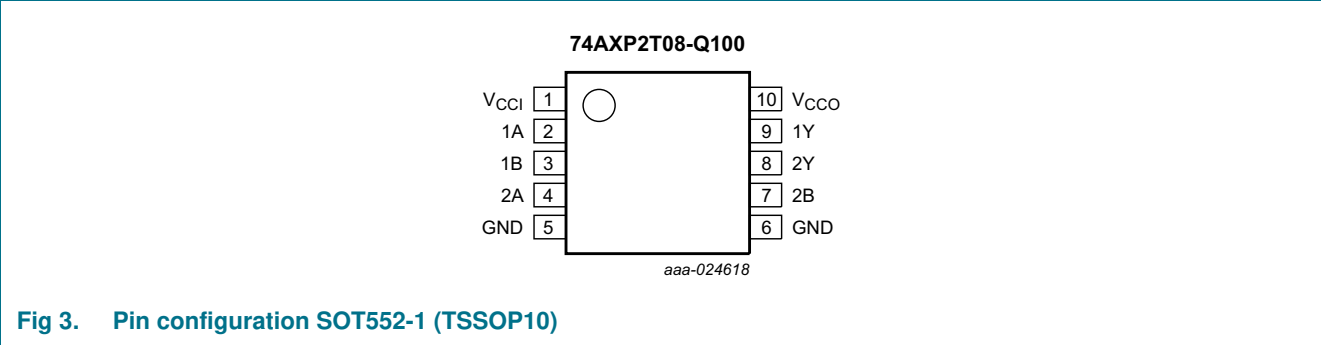 74AXP2T08-Q100
VCCI 1 10 VCCO
1A 2 9 1Y
1B 3 8 2Y
2A 4 7 2B
GND 5 6 GND
aaa-024618
Fig 3. Pin configuration SOT552-1 (TSSOP10)